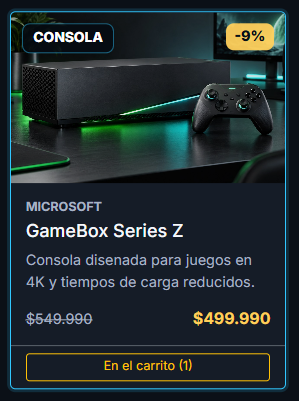 CONSOLA
-9%
MICROSOFT
GameBox Series Z
Consola disenada para juegos en
4K y tiempos de carga reducidos.
$549.990 $499.990
En el carrito (1)